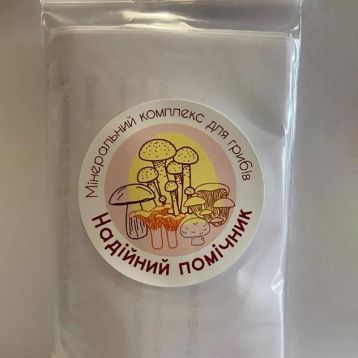 Мінеральний комплекс для грибів
Надійний помічник